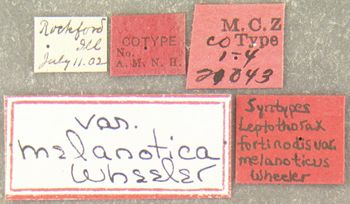 Rockford
Ill
July 11.02
COTYPE
No.
A. M. N. H.
M. C. Z
CO Type
1-4
21043
var.
melanotica
Wheeler
Syntypes
Leptothorax
fortinodis var.
melanoticus
Wheeler